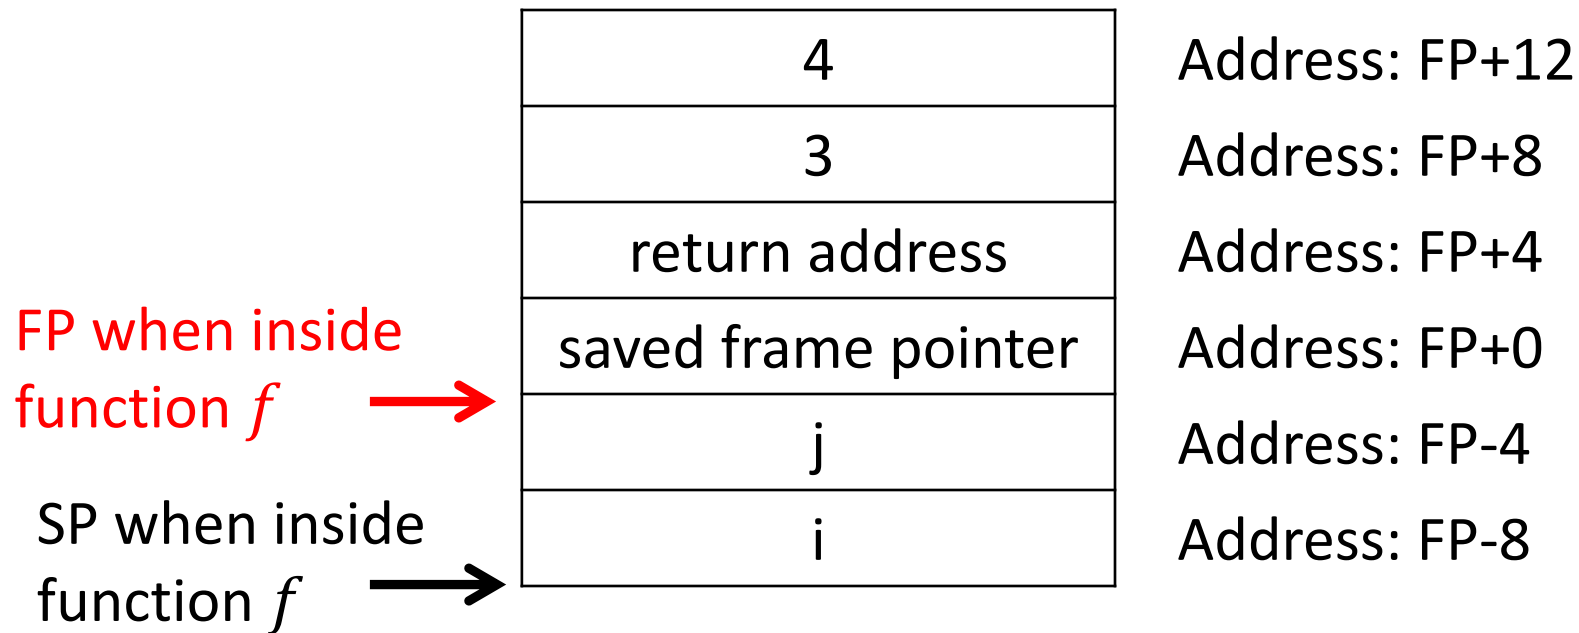 4 Address: FP+12
3 Address: FP+8
return address Address: FP+4
FP when inside
function f
saved frame pointer Address: FP+0
j Address: FP-4
SP when inside
function f
i Address: FP-8